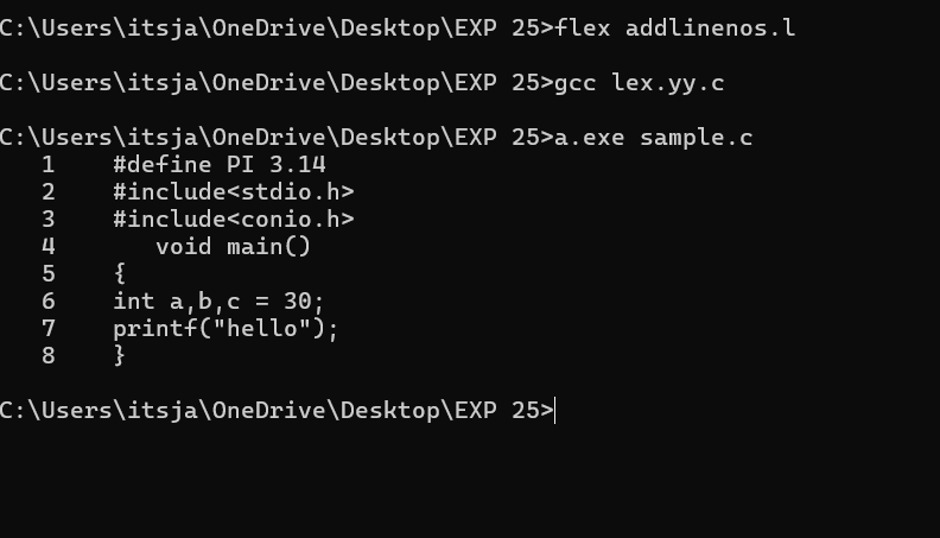 C:\Users\itsja\OneDrive\Desktop\EXP 25>flex addlinenos.l
C:\Users\itsja\OneDrive\Desktop\EXP 25>gcc lex.yy.c
C:\Users\itsja\OneDrive\Desktop\EXP 25>a.exe sample.c
   1    #define PI 3.14
   2    #include<stdio.h>
   3    #include<conio.h>
   4       void main()
   5    {
   6    int a,b,c = 30;
   7    printf("hello");
   8    }
C:\Users\itsja\OneDrive\Desktop\EXP 25>